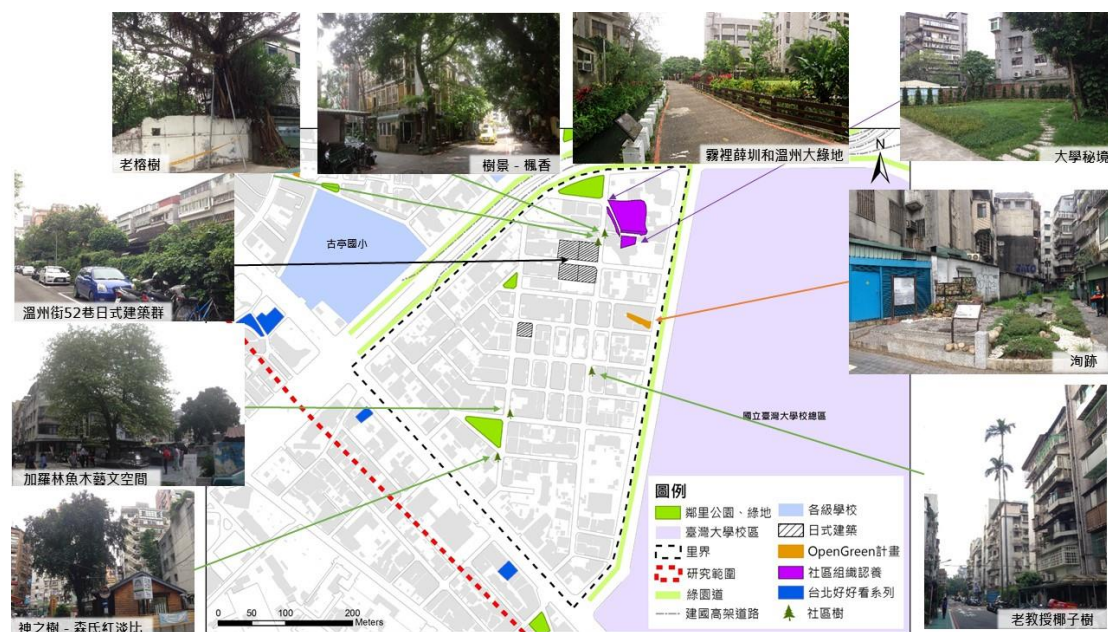 老榕樹
樹景 - 楓香
霧裡薛圳和溫州大綠地
大學秘境
N
古亭國小
溫州街52巷日式建築群
洵跡
國立臺灣大學校總區
加羅林魚木藝文空間
神之樹 - 森氏紅淡比
老教授椰子樹
0 50 100 200
Meters
圖例
鄰里公園、綠地
臺灣大學校區
里界
研究範圍
綠園道
建國高架道路
各級學校
日式建築
OpenGreen計畫
社區組織認養
台北好好看系列
社區樹